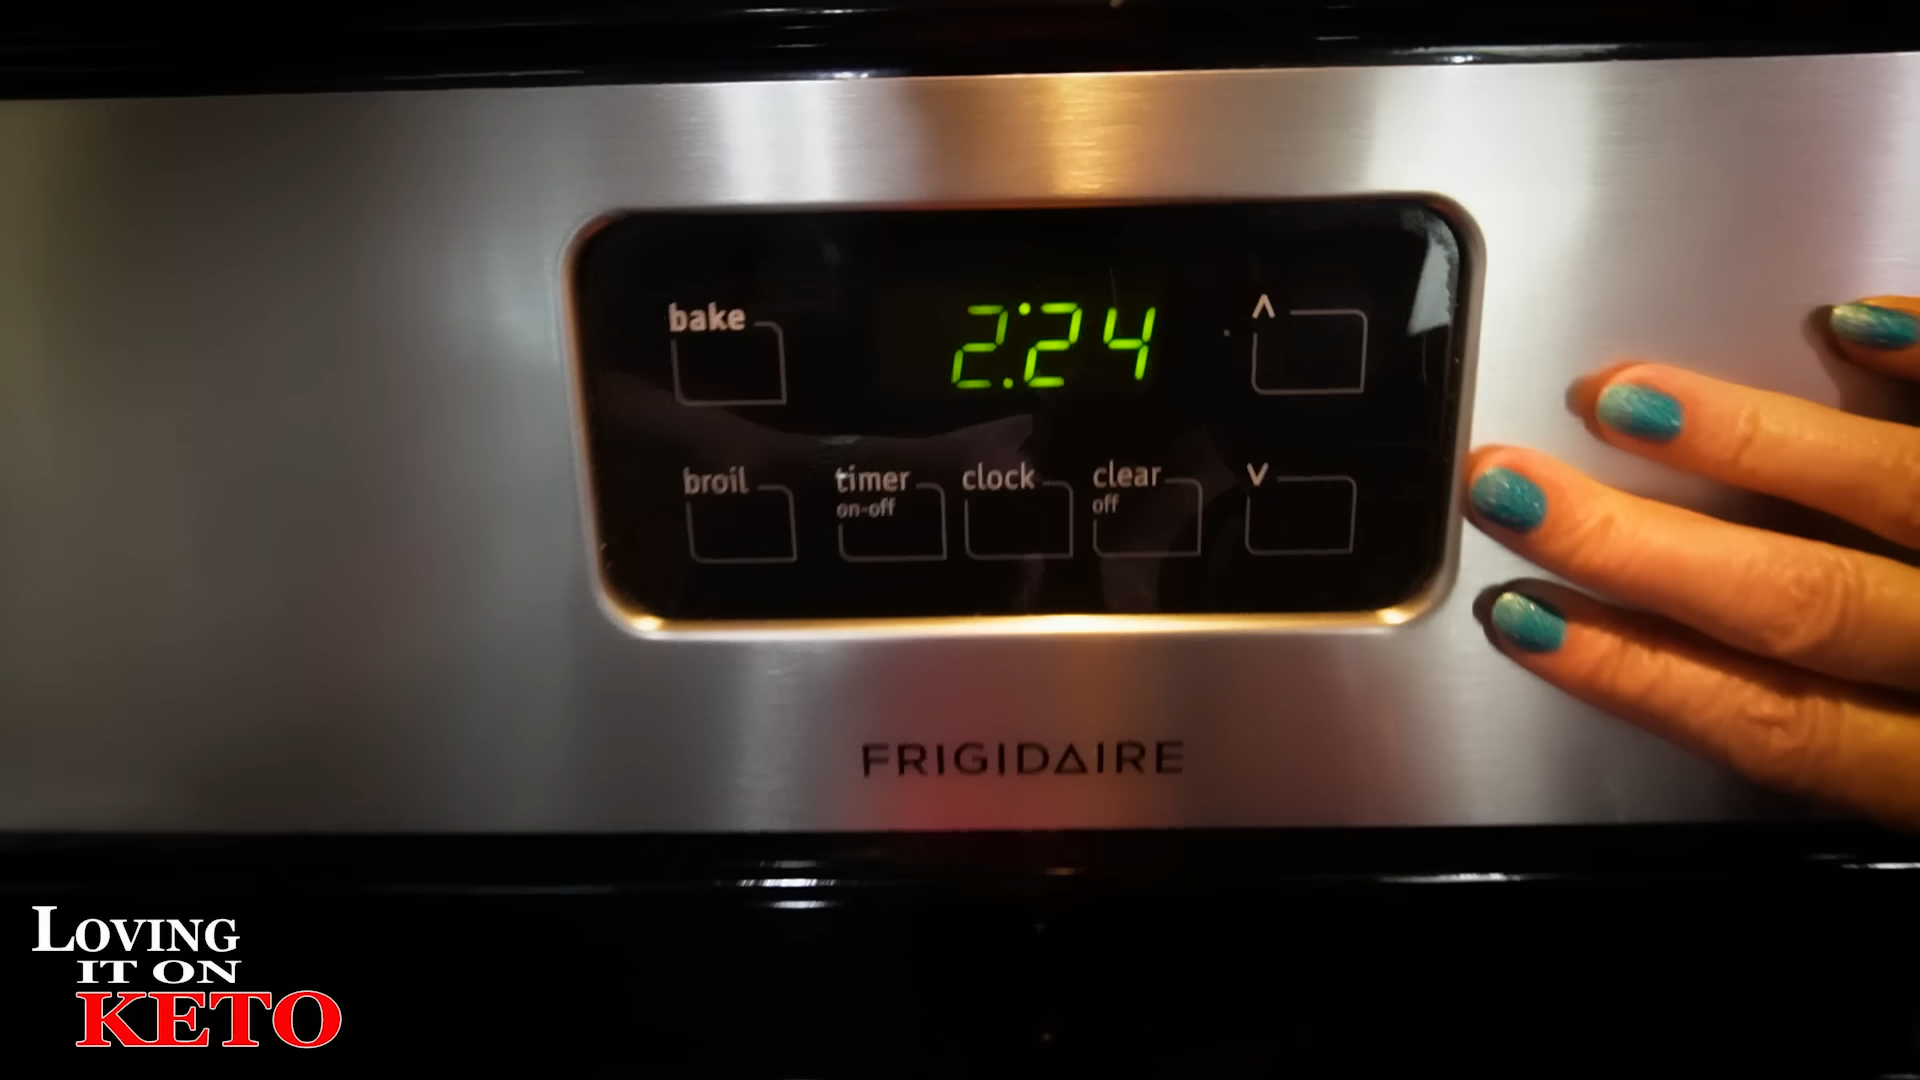 bake
2:24
^
broil
timer
on-off
clock
clear
off
v
FRIGIDAIRE
LOVING
IT ON
KETO